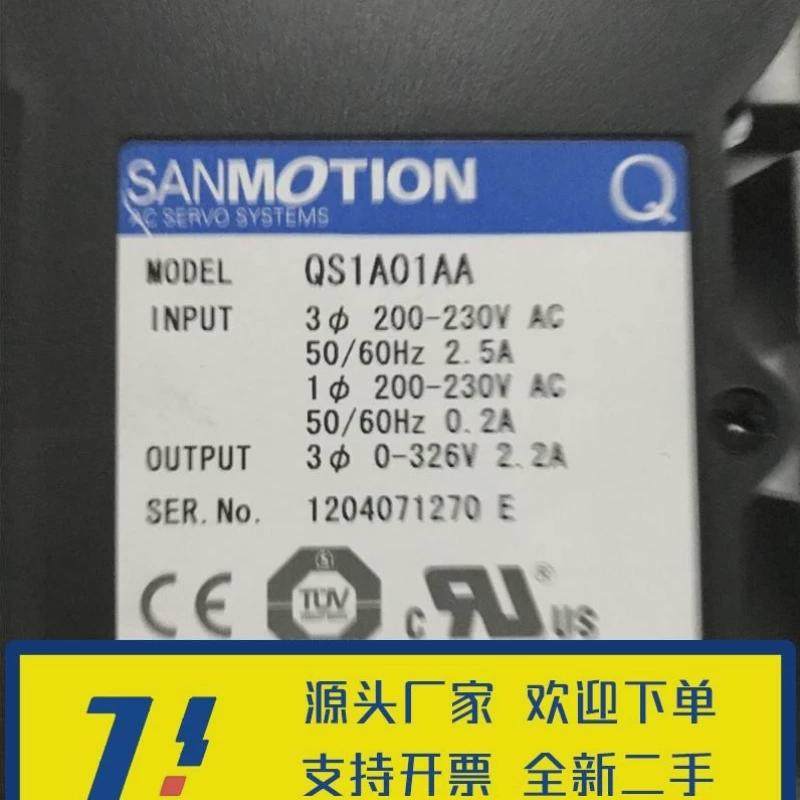 SANMOTION Q
AC SERVO SYSTEMS
MODEL QS1A01AA
INPUT 3φ 200-230V AC
50/60Hz 2.5A
1φ 200-230V AC
50/60Hz 0.2A
OUTPUT 3φ 0-326V 2.2A
SER.No. 1204071270 E
CE TÜV c RU ® US
源头厂家 欢迎下单
支持开票 全新二手